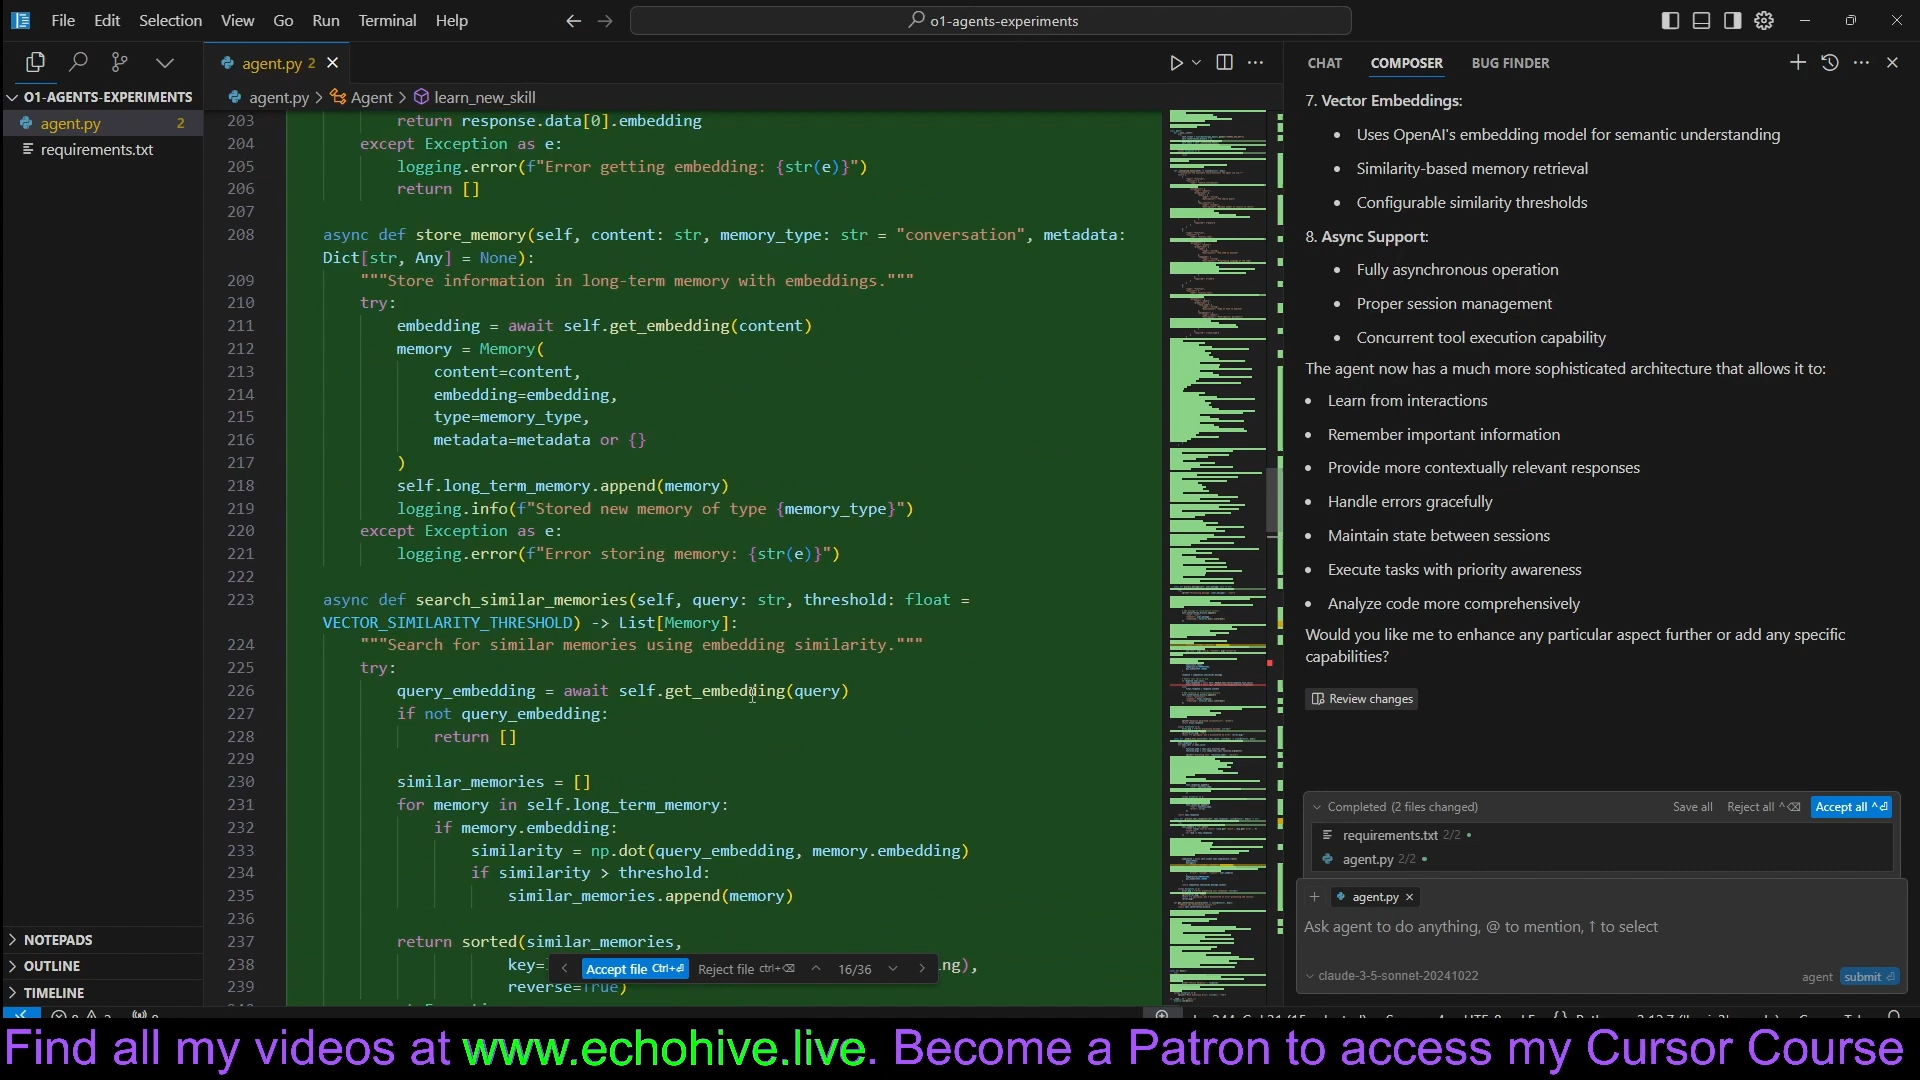 File Edit Selection View Go Run Terminal Help
o1-agents-experiments
agent.py 2
CHAT COMPOSER BUG FINDER
O1-AGENTS-EXPERIMENTS
agent.py 2
requirements.txt
NOTEPADS
OUTLINE
TIMELINE
agent.py > Agent > learn_new_skill
203 return response.data[0].embedding
204 except Exception as e:
205 logging.error(f"Error getting embedding: {str(e)}")
206 return []
207
208 async def store_memory(self, content: str, memory_type: str = "conversation", metadata:
Dict[str, Any] = None):
209 """Store information in long-term memory with embeddings."""
210 try:
211 embedding = await self.get_embedding(content)
212 memory = Memory(
213 content=content,
214 embedding=embedding,
215 type=memory_type,
216 metadata=metadata or {}
217 )
218 self.long_term_memory.append(memory)
219 logging.info(f"Stored new memory of type {memory_type}")
220 except Exception as e:
221 logging.error(f"Error storing memory: {str(e)}")
222
223 async def search_similar_memories(self, query: str, threshold: float =
VECTOR_SIMILARITY_THRESHOLD) -> List[Memory]:
224 """Search for similar memories using embedding similarity."""
225 try:
226 query_embedding = await self.get_embedding(query)
227 if not query_embedding:
228 return []
229
230 similar_memories = []
231 for memory in self.long_term_memory:
232 if memory.embedding:
233 similarity = np.dot(query_embedding, memory.embedding)
234 if similarity > threshold:
235 similar_memories.append(memory)
236
237 return sorted(similar_memories,
238 key= ng),
239 reverse=True)
Accept file Ctrl+⏎ Reject file ctrl+⌫ 16/36
7. Vector Embeddings:
• Uses OpenAI's embedding model for semantic understanding
• Similarity-based memory retrieval
• Configurable similarity thresholds
8. Async Support:
• Fully asynchronous operation
• Proper session management
• Concurrent tool execution capability
The agent now has a much more sophisticated architecture that allows it to:
• Learn from interactions
• Remember important information
• Provide more contextually relevant responses
• Handle errors gracefully
• Maintain state between sessions
• Execute tasks with priority awareness
• Analyze code more comprehensively
Would you like me to enhance any particular aspect further or add any specific
capabilities?
Review changes
Completed (2 files changed) Save all Reject all ^⌫ Accept all ^⏎
requirements.txt 2/2 •
agent.py 2/2 •
+ agent.py ×
Ask agent to do anything, @ to mention, ↑ to select
claude-3-5-sonnet-20241022 agent submit ⏎
Find all my videos at www.echohive.live. Become a Patron to access my Cursor Course